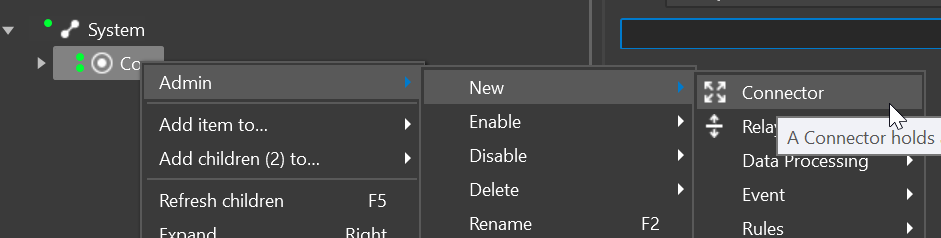 System
Co
Admin
New
Connector
Add item to...
Enable
Relay
A Connector holds
Add children (2) to...
Disable
Data Processing
Delete
Event
Refresh children F5
Rename F2
Rules
Expand Right